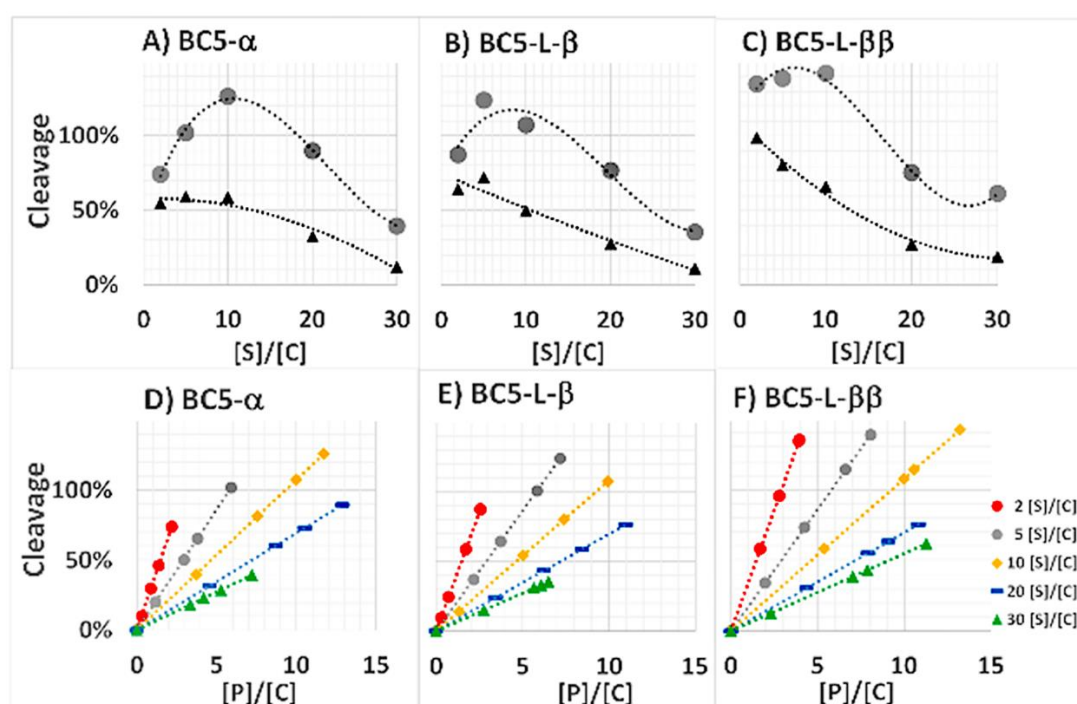 A) BC5-α
B) BC5-L-β
C) BC5-L-ββ
Cleavage
100%
50%
0%
0 10 20 30
0 10 20 30
0 10 20 30
[S]/[C]
[S]/[C]
[S]/[C]
D) BC5-α
E) BC5-L-β
F) BC5-L-ββ
Cleavage
100%
50%
0%
2 [S]/[C]
5 [S]/[C]
10 [S]/[C]
20 [S]/[C]
30 [S]/[C]
0 5 10 15
0 5 10 15
0 5 10 15
[P]/[C]
[P]/[C]
[P]/[C]